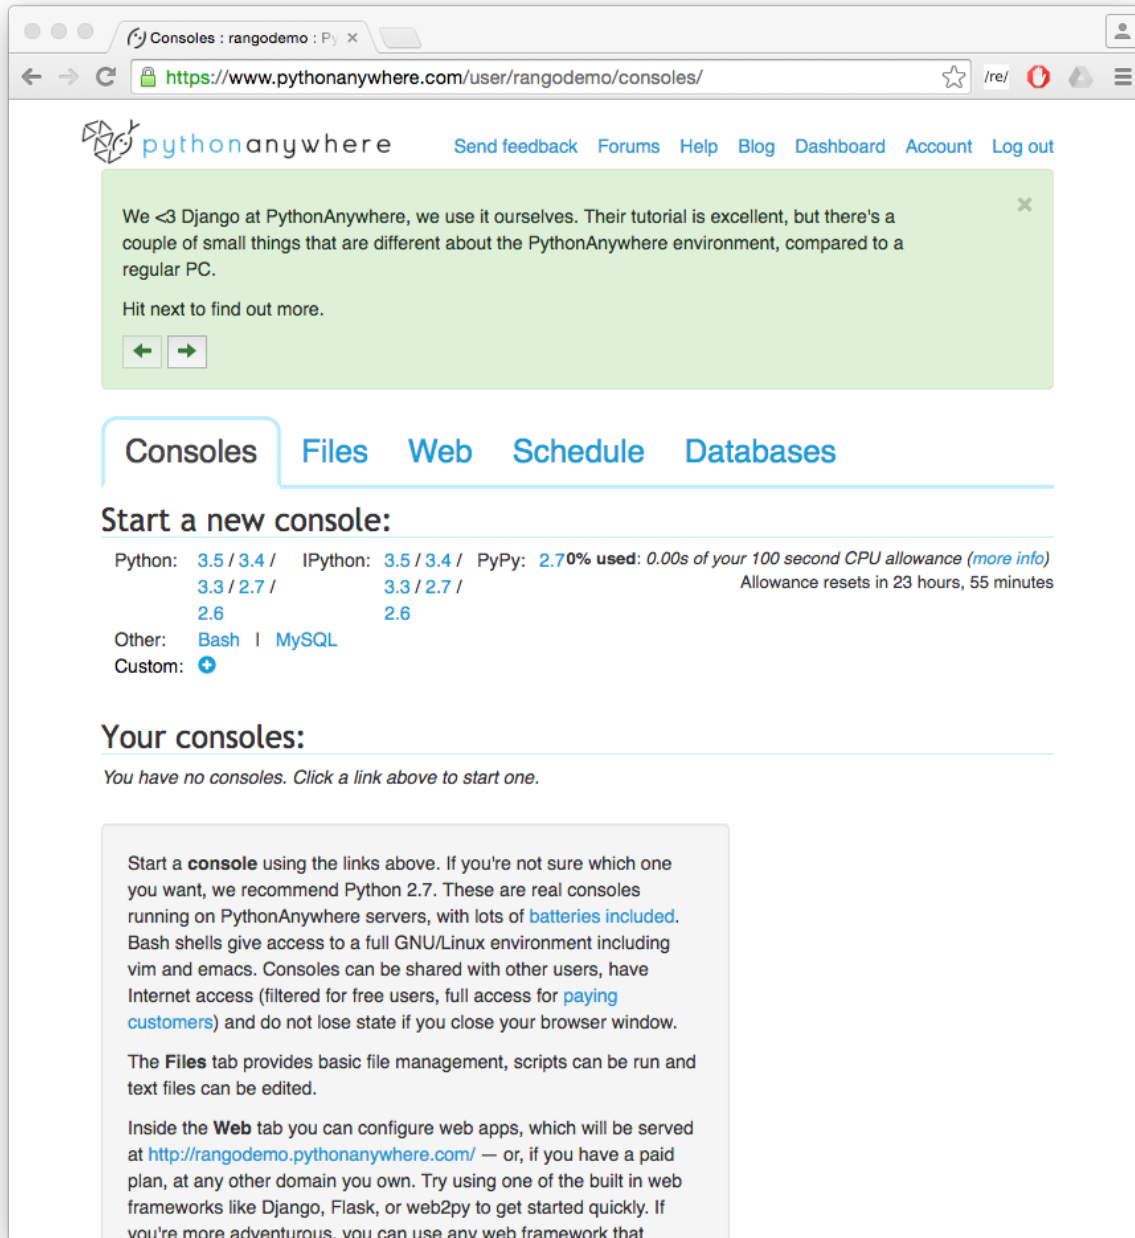 Consoles : rangodemo : Py
https://www.pythonanywhere.com/user/rangodemo/consoles/
/re/
pythonanywhere
Send feedback Forums Help Blog Dashboard Account Log out
We <3 Django at PythonAnywhere, we use it ourselves. Their tutorial is excellent, but there's a
couple of small things that are different about the PythonAnywhere environment, compared to a
regular PC.
Hit next to find out more.
Consoles Files Web Schedule Databases
Start a new console:
Python: 3.5 / 3.4 / IPython: 3.5 / 3.4 / PyPy: 2.7 0% used: 0.00s of your 100 second CPU allowance (more info)
3.3 / 2.7 / 3.3 / 2.7 / Allowance resets in 23 hours, 55 minutes
2.6 2.6
Other: Bash | MySQL
Custom:
Your consoles:
You have no consoles. Click a link above to start one.
Start a console using the links above. If you're not sure which one
you want, we recommend Python 2.7. These are real consoles
running on PythonAnywhere servers, with lots of batteries included.
Bash shells give access to a full GNU/Linux environment including
vim and emacs. Consoles can be shared with other users, have
Internet access (filtered for free users, full access for paying
customers) and do not lose state if you close your browser window.
The Files tab provides basic file management, scripts can be run and
text files can be edited.
Inside the Web tab you can configure web apps, which will be served
at http://rangodemo.pythonanywhere.com/ — or, if you have a paid
plan, at any other domain you own. Try using one of the built in web
frameworks like Django, Flask, or web2py to get started quickly. If
you're more adventurous, you can use any web framework that